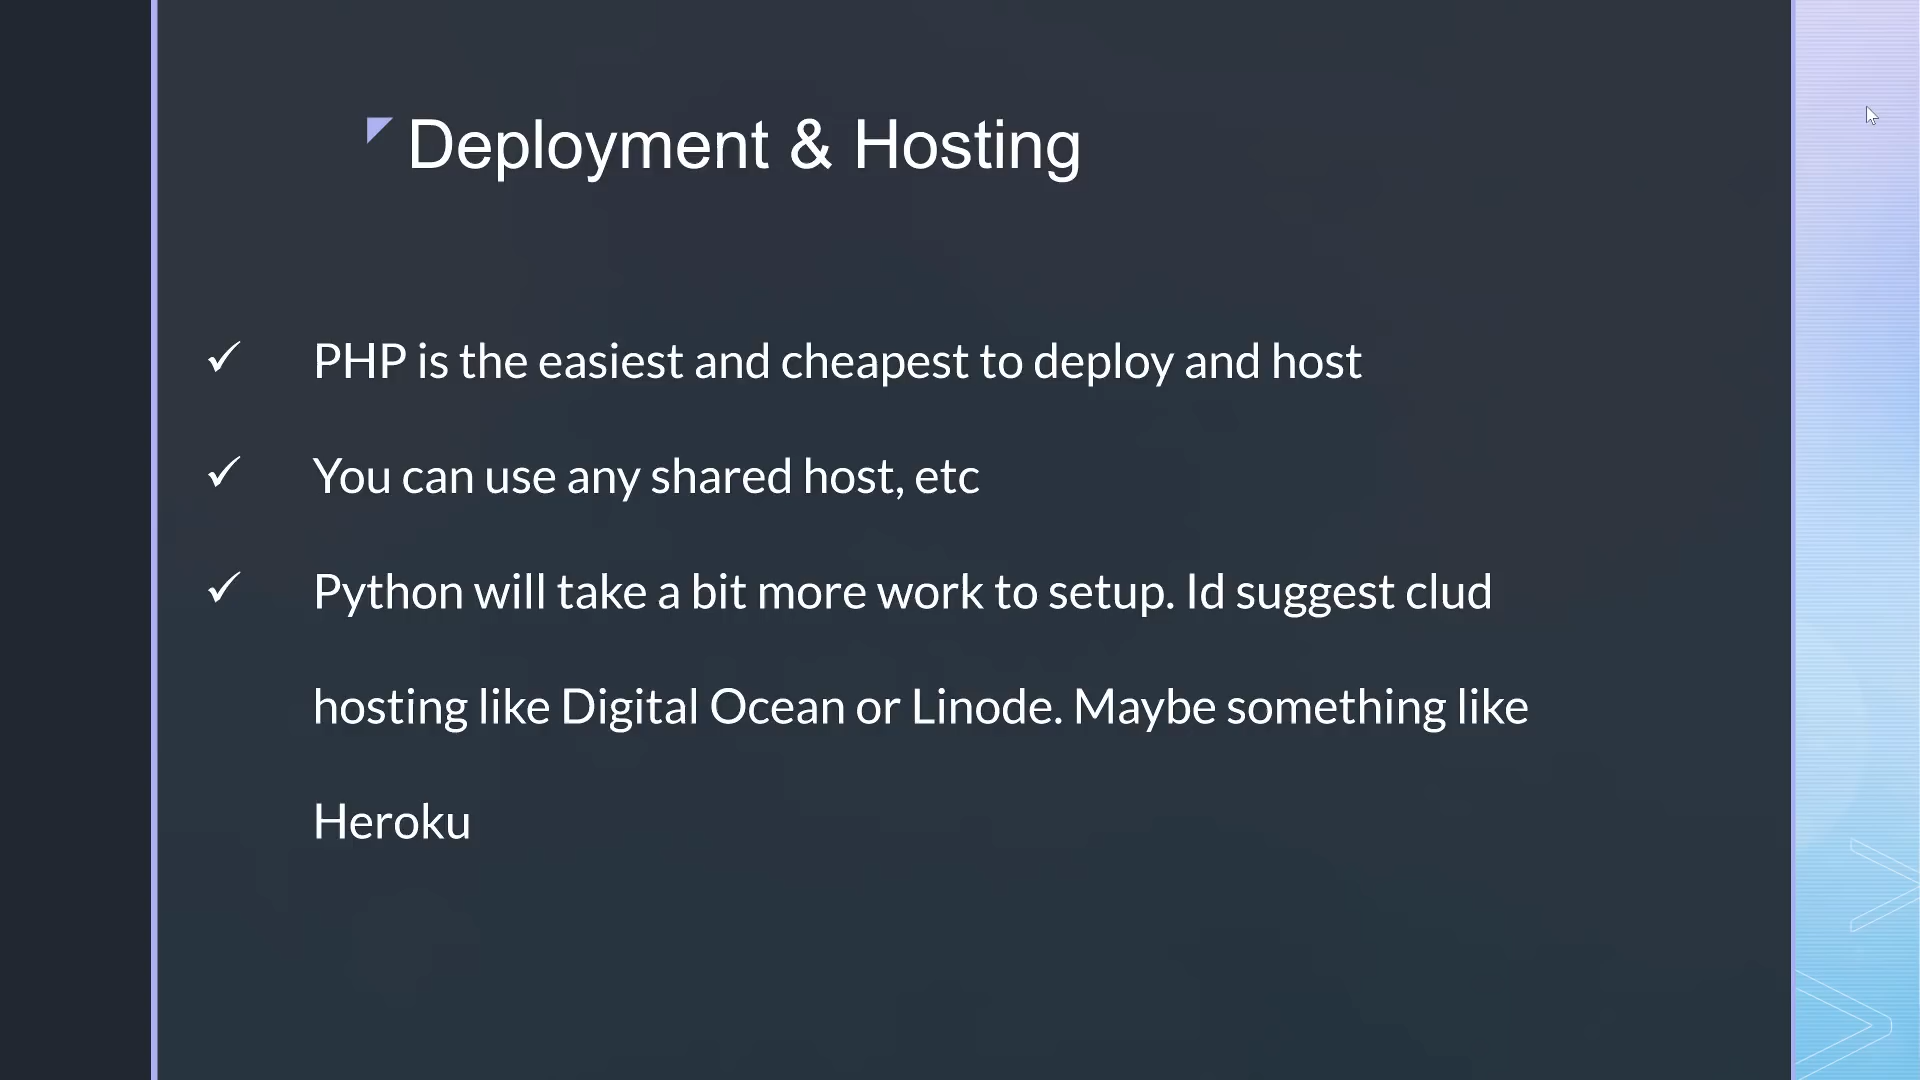 Deployment & Hosting
✓ PHP is the easiest and cheapest to deploy and host
✓ You can use any shared host, etc
✓ Python will take a bit more work to setup. Id suggest clud
hosting like Digital Ocean or Linode. Maybe something like
Heroku